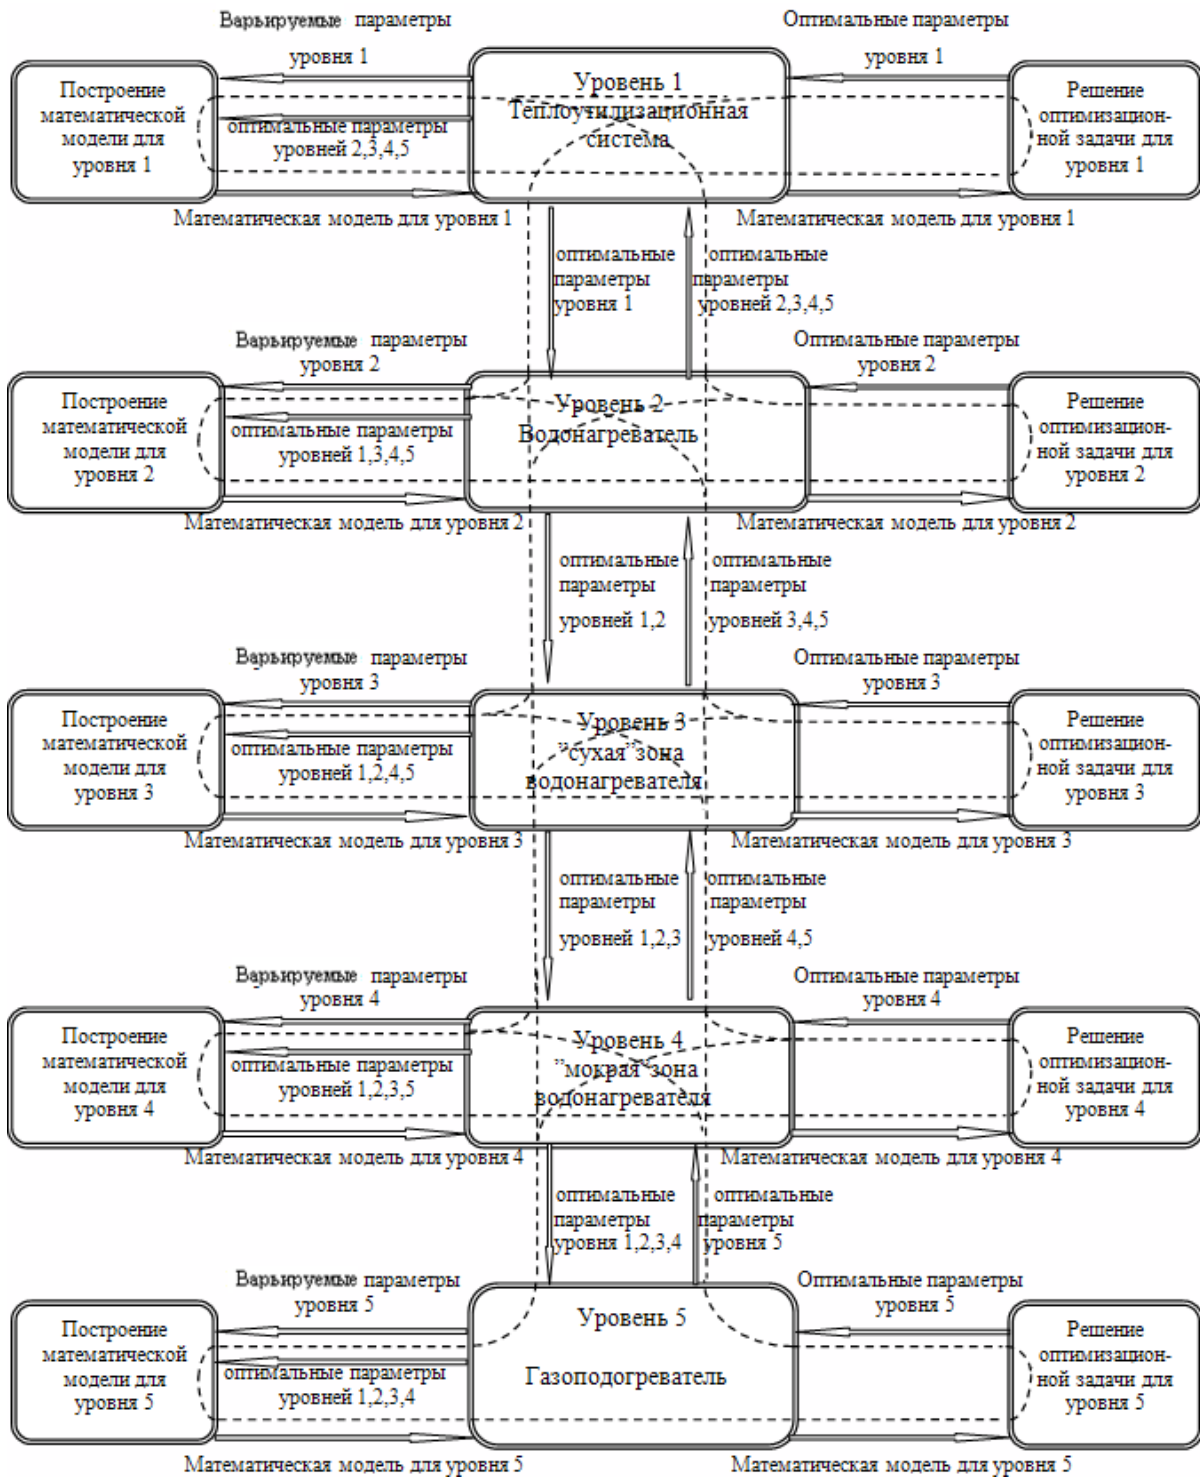 Варьируемые параметры
уровня 1
Оптимальные параметры
уровня 1
Построение
математической
модели для
уровня 1
оптимальные параметры
уровней 2,3,4,5
Уровень 1
Теплоутилизационная
система
Решение
оптимизацион-
ной задачи для
уровня 1
Математическая модель для уровня 1
Математическая модель для уровня 1
оптимальные
параметры
уровня 1
оптимальные
параметры
уровней 2,3,4,5
Варьируемые параметры
уровня 2
Оптимальные параметры
уровня 2
Построение
математической
модели для
уровня 2
оптимальные параметры
уровней 1,3,4,5
Уровень 2
Водонагреватель
Решение
оптимизацион-
ной задачи для
уровня 2
Математическая модель для уровня 2
Математическая модель для уровня 2
оптимальные
параметры
уровней 1,2
оптимальные
параметры
уровней 3,4,5
Варьируемые параметры
уровня 3
Оптимальные параметры
уровня 3
Построение
математической
модели для
уровня 3
оптимальные параметры
уровней 1,2,4,5
Уровень 3
”сухая”зона
водонагревателя
Решение
оптимизацион-
ной задачи для
уровня 3
Математическая модель для уровня 3
Математическая модель для уровня 3
оптимальные
параметры
уровней 1,2,3
оптимальные
параметры
уровней 4,5
Варьируемые параметры
уровня 4
Оптимальные параметры
уровня 4
Построение
математической
модели для
уровня 4
оптимальные параметры
уровней 1,2,3,5
Уровень 4
”мокрая”зона
водонагревателя
Решение
оптимизацион-
ной задачи для
уровня 4
Математическая модель для уровня 4
Математическая модель для уровня 4
оптимальные
параметры
уровня 1,2,3,4
оптимальные
параметры
уровня 5
Варьируемые параметры
уровня 5
Оптимальные параметры
уровня 5
Построение
математической
модели для
уровня 5
оптимальные параметры
уровней 1,2,3,4
Уровень 5
Газоподогреватель
Решение
оптимизацион-
ной задачи для
уровня 5
Математическая модель для уровня 5
Математическая модель для уровня 5